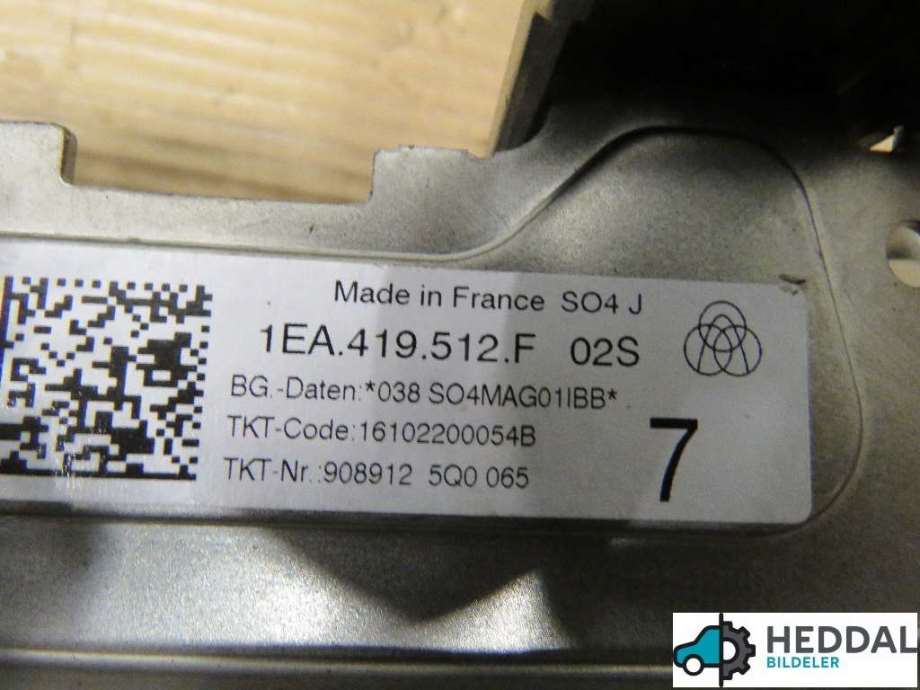 Made in France SO4 J
1EA.419.512.F 02S
BG.-Daten:*038 SO4MAG01IBB*
TKT-Code:16102200054B
TKT-Nr.:908912 5Q0 065
7
HEDDAL
BILDELER